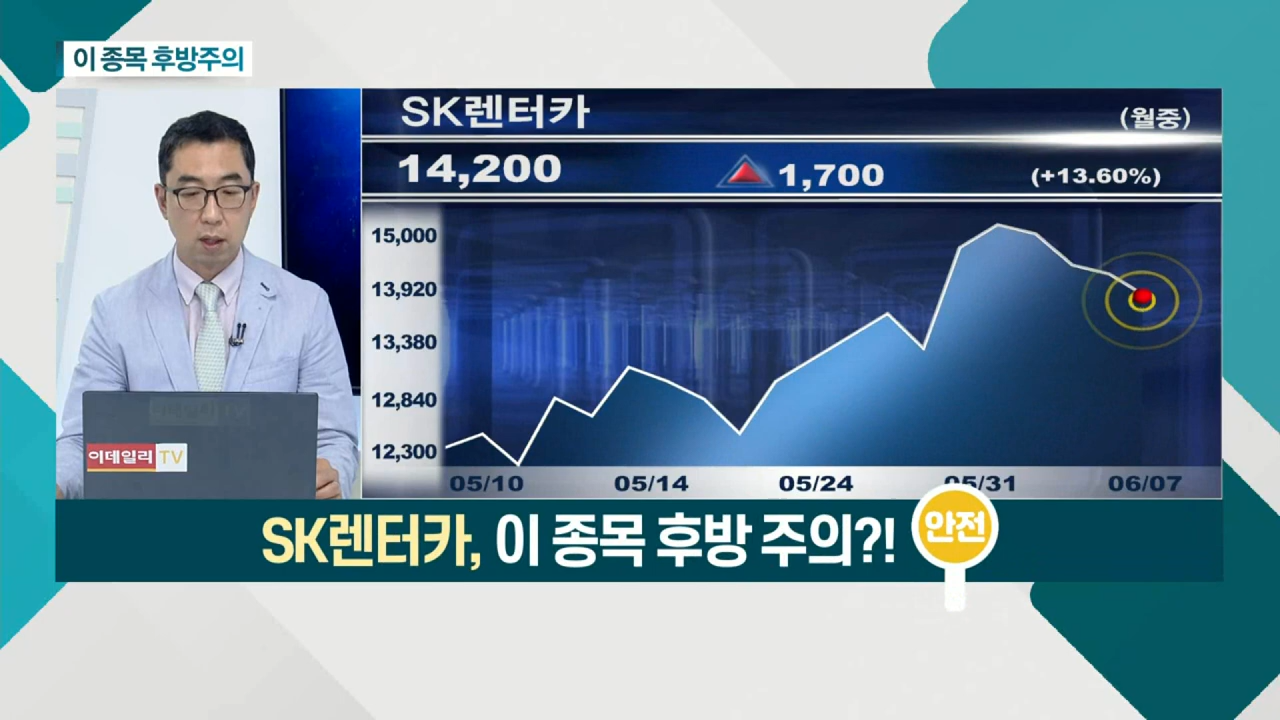 이 종목 후방주의
SK렌터카
(월중)
14,200 ▲ 1,700 (+13.60%)
15,000
13,920
13,380
12,840
12,300
05/10 05/14 05/24 05/31 06/07
이데일리 TV
SK렌터카, 이 종목 후방 주의?!
안전